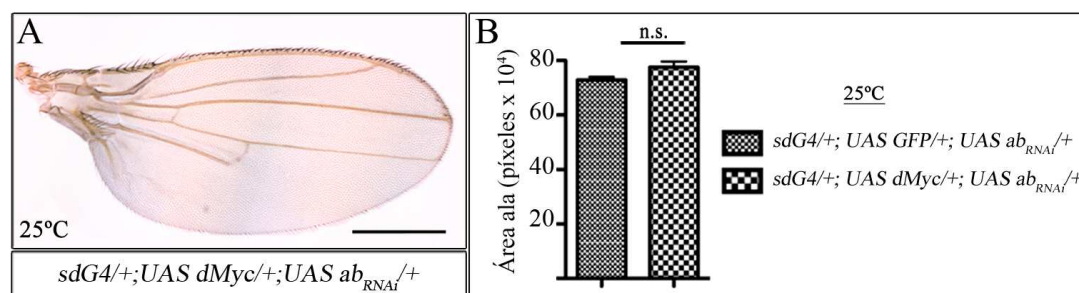 A
25ºC
sdG4/+;UAS dMyc/+;UAS ab_RNAi/+
B
n.s.
Área ala (píxeles x 10⁴)
80
60
40
20
25ºC
sdG4/+; UAS GFP/+; UAS ab_RNAi/+
sdG4/+; UAS dMyc/+; UAS ab_RNAi/+